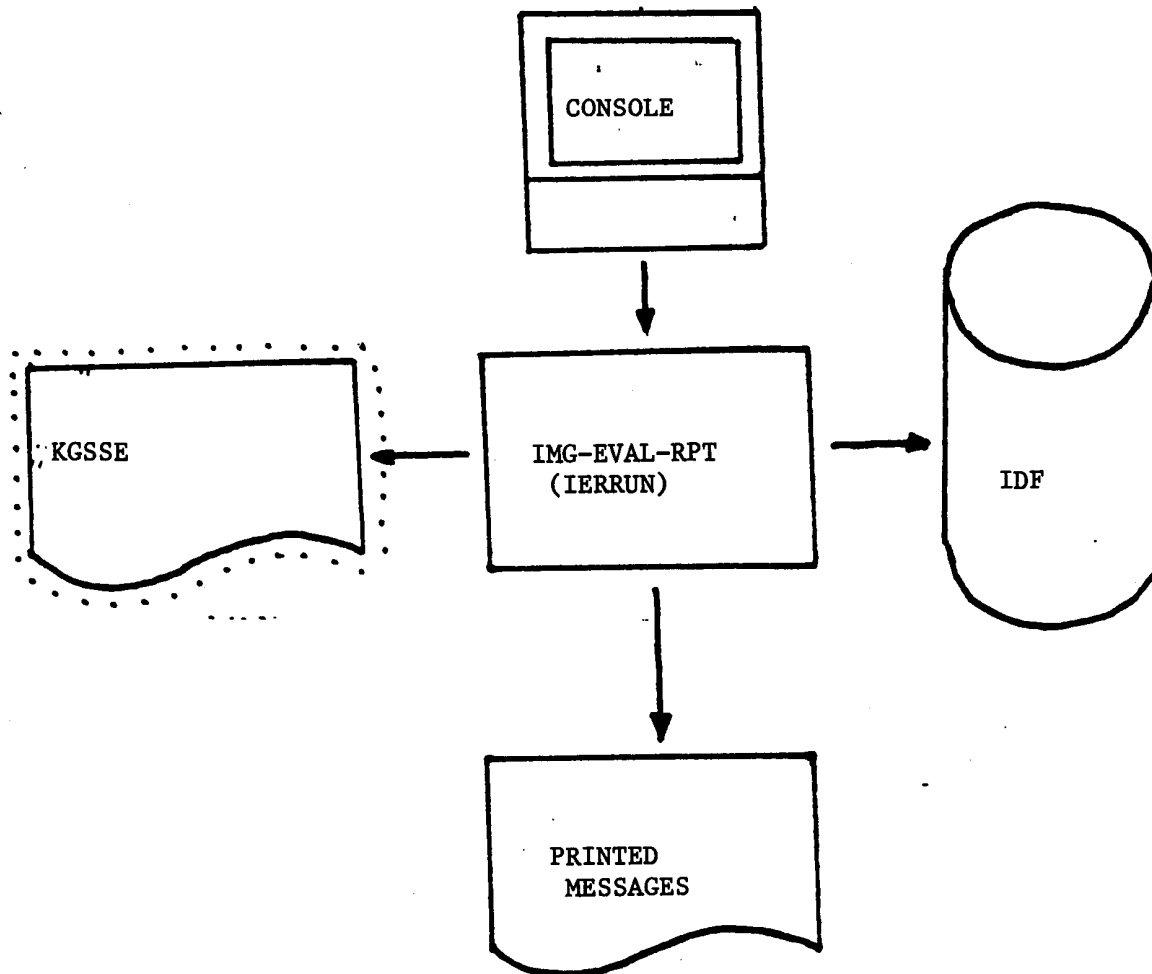 CONSOLE
KGSSE
IMG-EVAL-RPT
(IERRUN)
IDF
PRINTED
MESSAGES